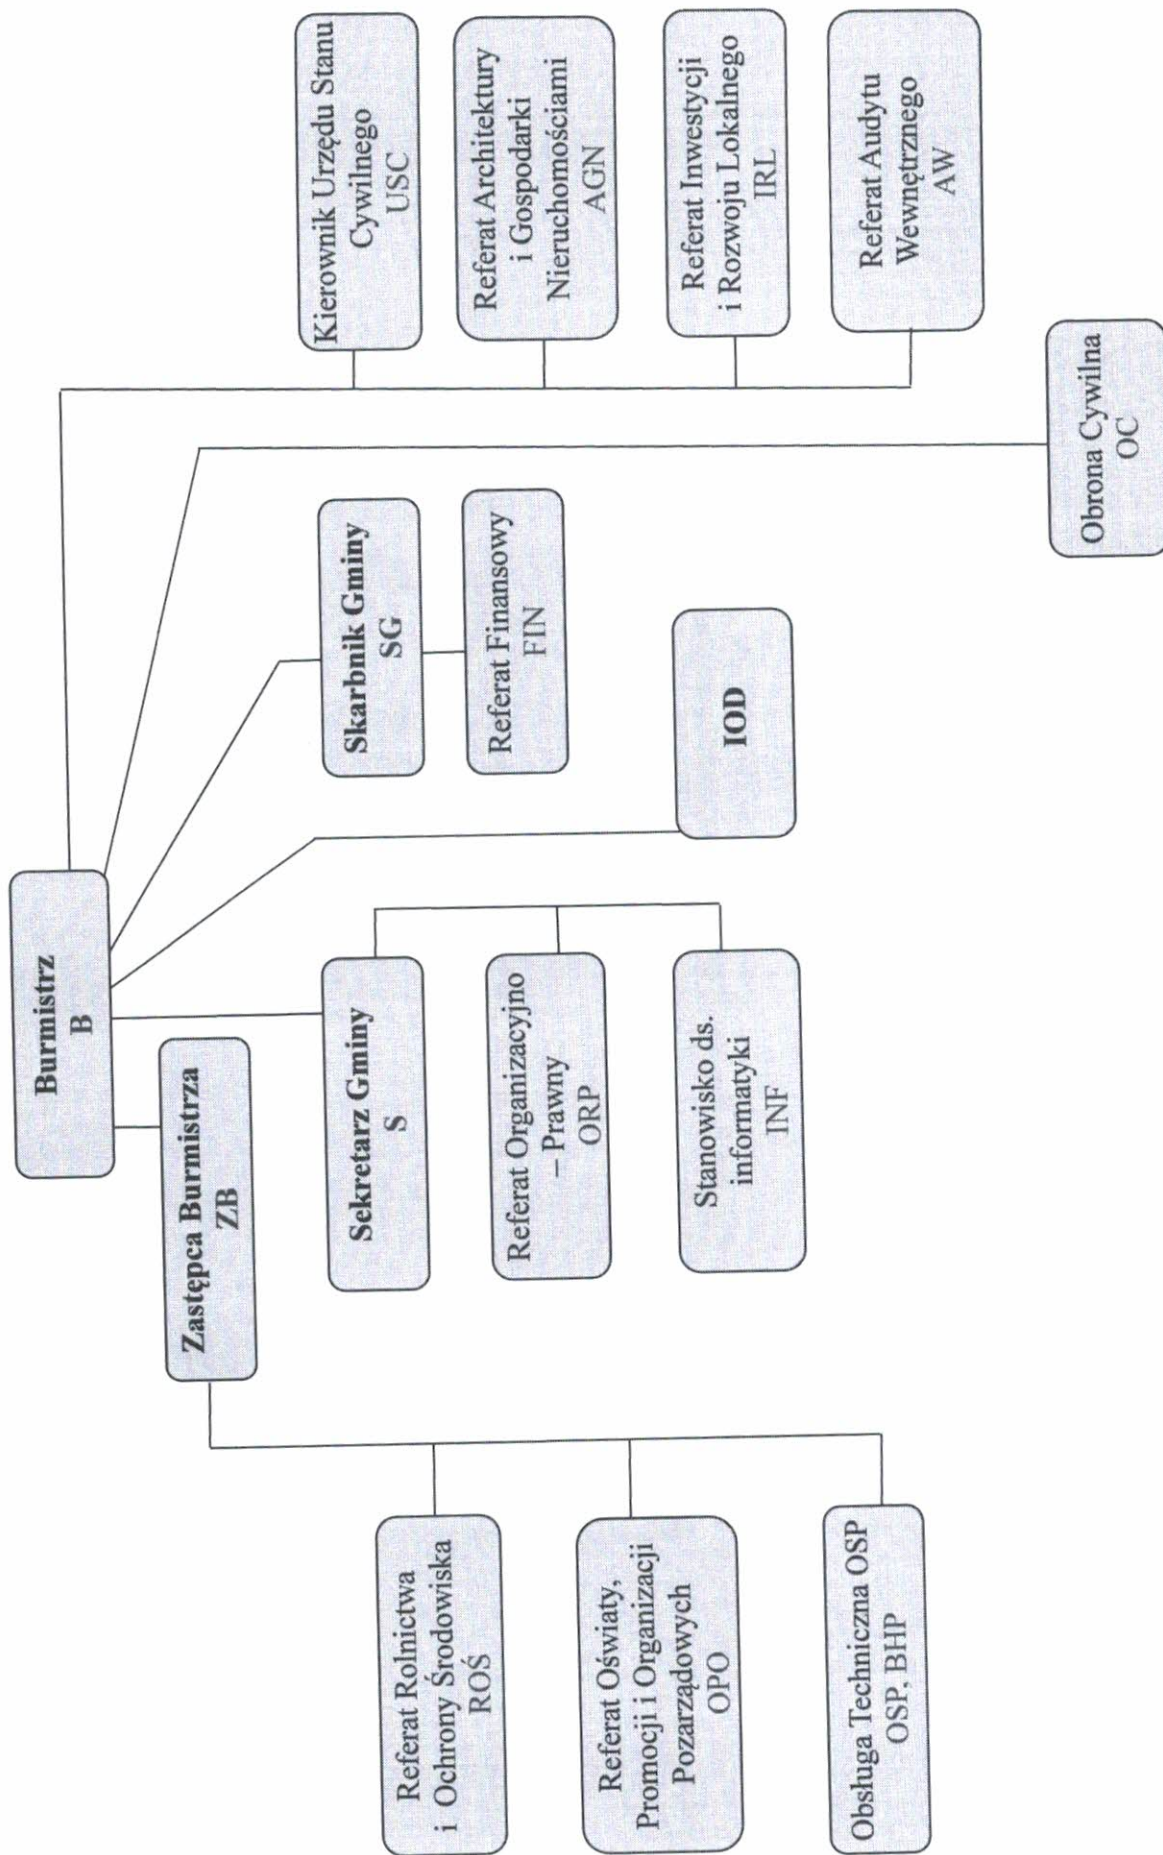 Burmistrz
B
Zastępca Burmistrza
ZB
Referat Rolnictwa
i Ochrony Środowiska
ROŚ
Referat Oświaty,
Promocji i Organizacji
Pozarządowych
OPO
Obsługa Techniczna OSP
OSP, BHP
Sekretarz Gminy
S
Referat Organizacyjno
– Prawny
ORP
Stanowisko ds.
informatyki
INF
IOD
Skarbnik Gminy
SG
Referat Finansowy
FIN
Obrona Cywilna
OC
Kierownik Urzędu Stanu
Cywilnego
USC
Referat Architektury
i Gospodarki
Nieruchomościami
AGN
Referat Inwestycji
i Rozwoju Lokalnego
IRL
Referat Audytu
Wewnętrznego
AW